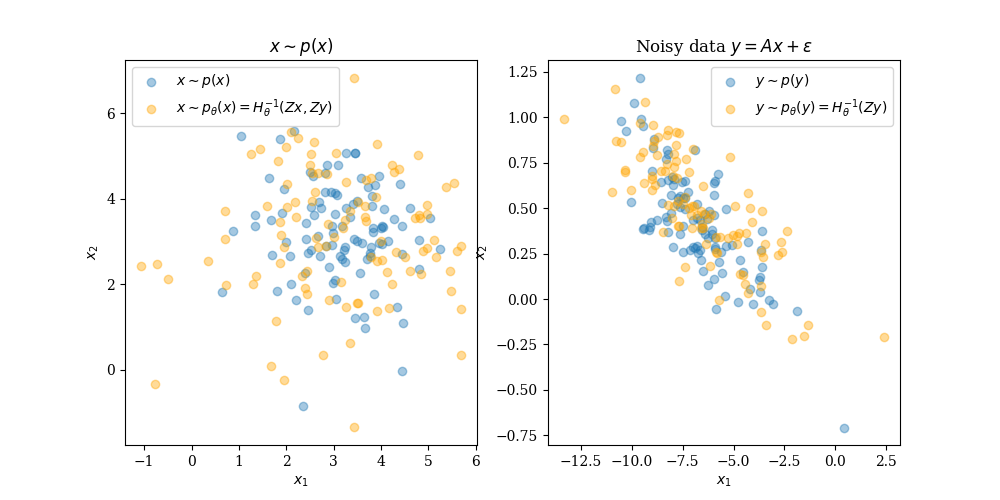 x ~ p(x)
x ~ p(x)
x ~ p_θ(x) = H_θ^{-1}(Zx, Zy)
x_2
6
4
2
0
−1
0
1
2
3
4
5
6
x_1
Noisy data y = Ax + ε
y ~ p(y)
y ~ p_θ(y) = H_θ^{-1}(Zy)
x_2
1.25
1.00
0.75
0.50
0.25
0.00
−0.25
−0.50
−0.75
−12.5
−10.0
−7.5
−5.0
−2.5
0.0
2.5
x_1